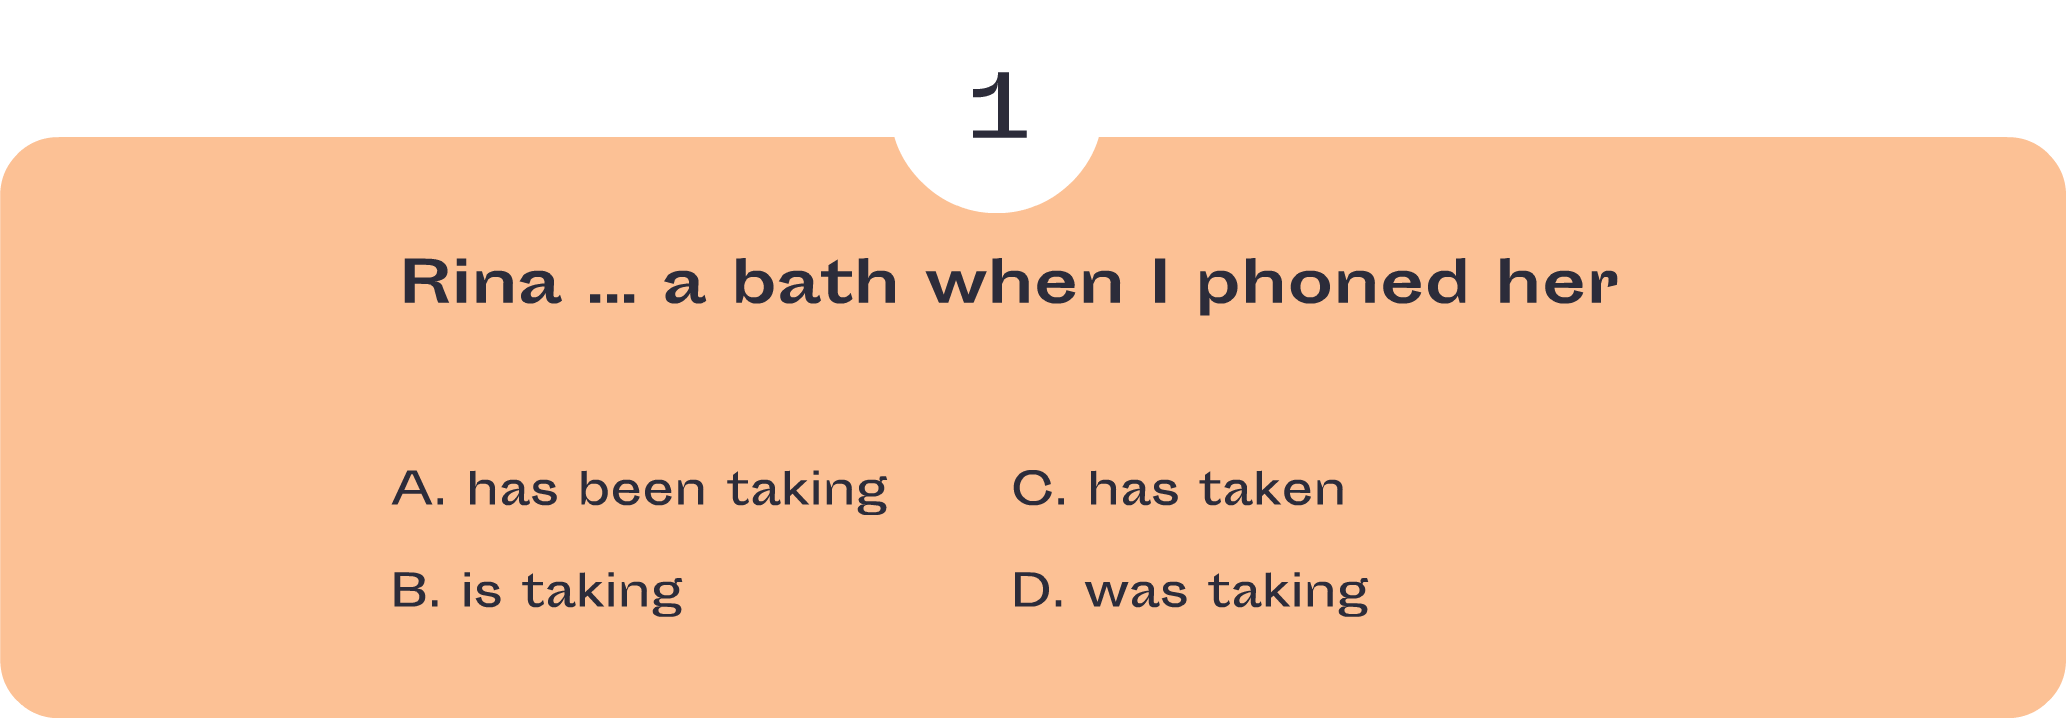 1
Rina ... a bath when I phoned her
A. has been taking
B. is taking
C. has taken
D. was taking